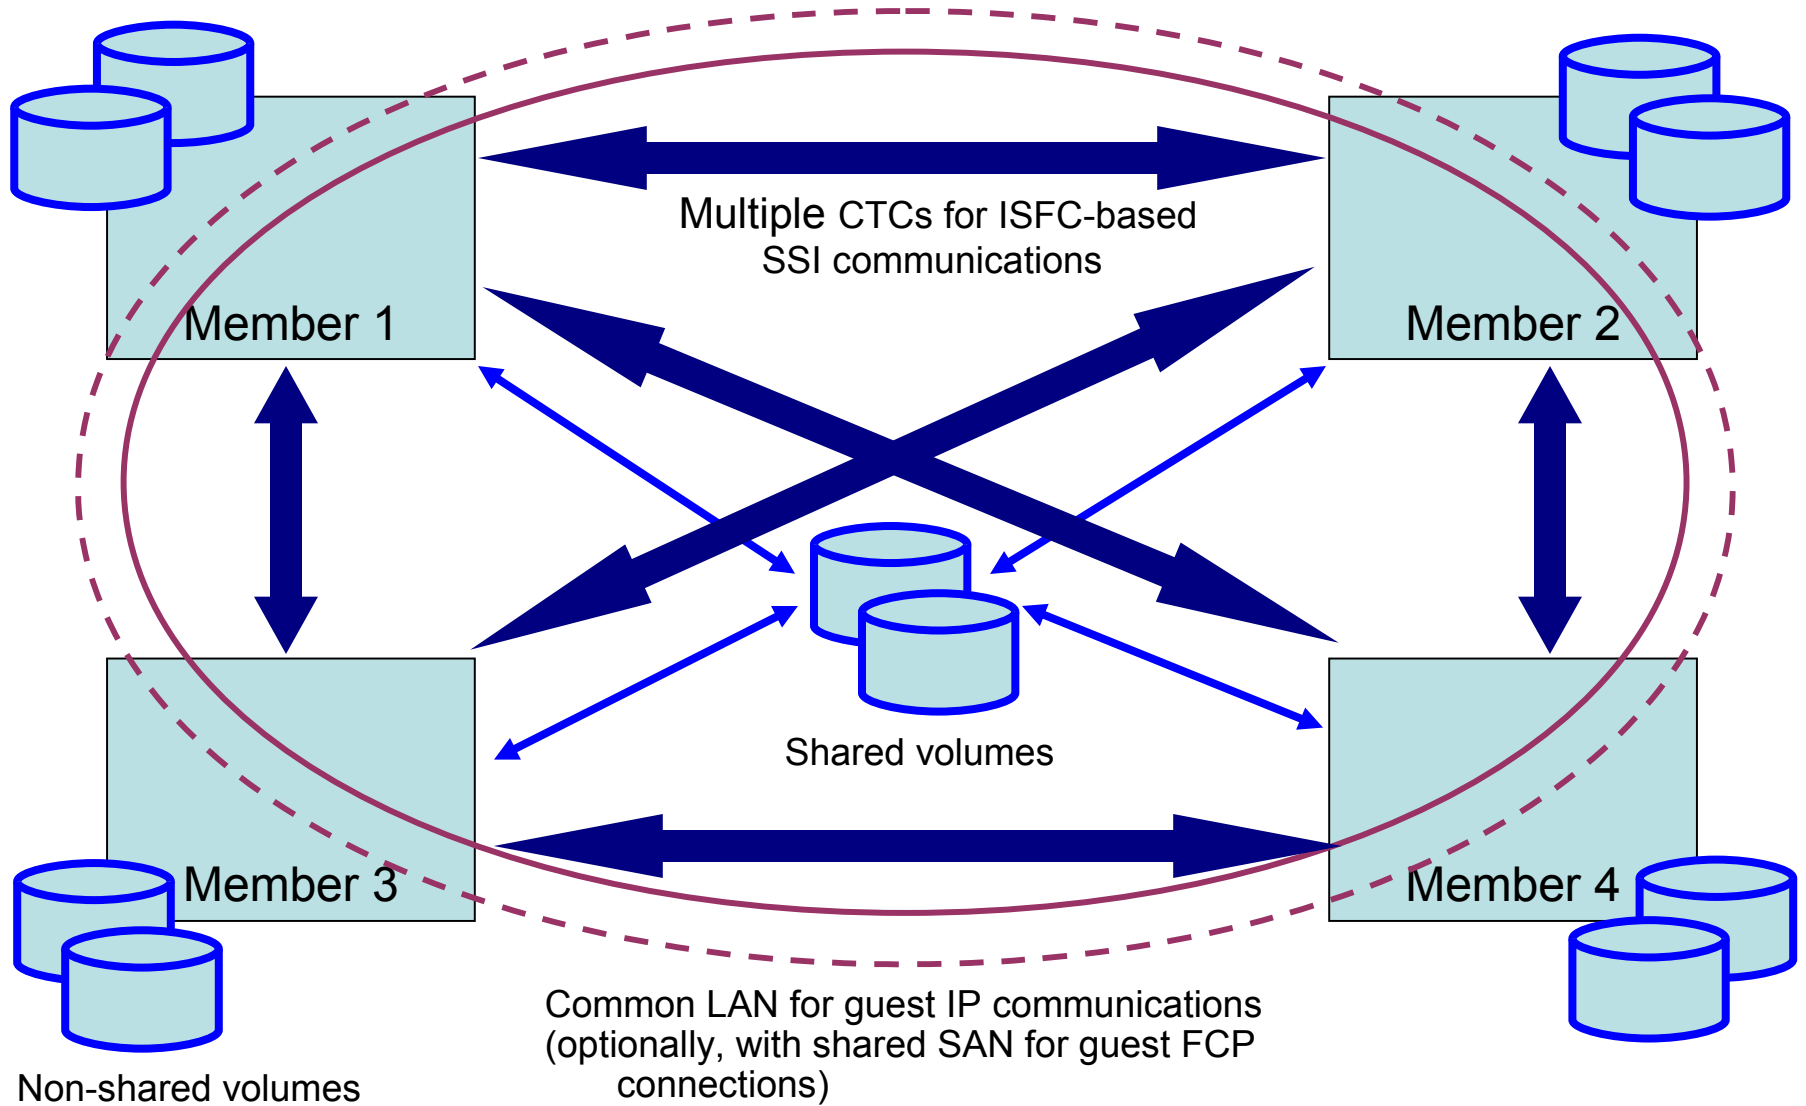 Multiple CTCs for ISFC-based
SSI communications
Member 1
Member 2
Shared volumes
Member 3
Member 4
Common LAN for guest IP communications
(optionally, with shared SAN for guest FCP
connections)
Non-shared volumes